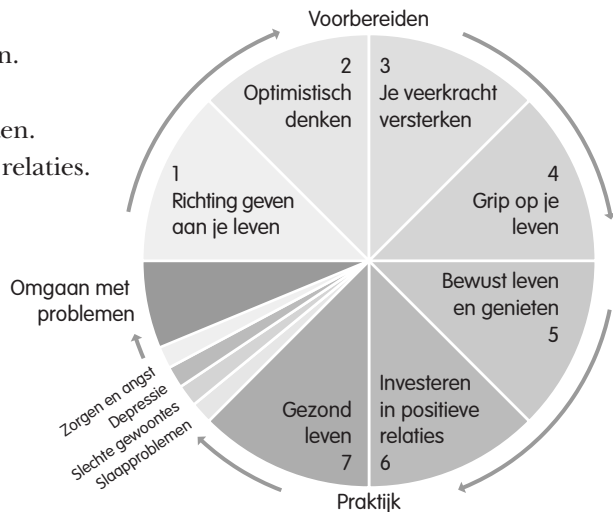 n.
en.
relaties.
Voorbereiden
1
Richting geven
aan je leven
2
Optimistisch
denken
3
Je veerkracht
versterken
4
Grip op je
leven
Bewust leven
en genieten
5
Investeren
in positieve
relaties
6
Gezond
leven
7
Praktijk
Slaapproblemen
Slechte gewoontes
Depressie
Zorgen en angst
Omgaan met
problemen